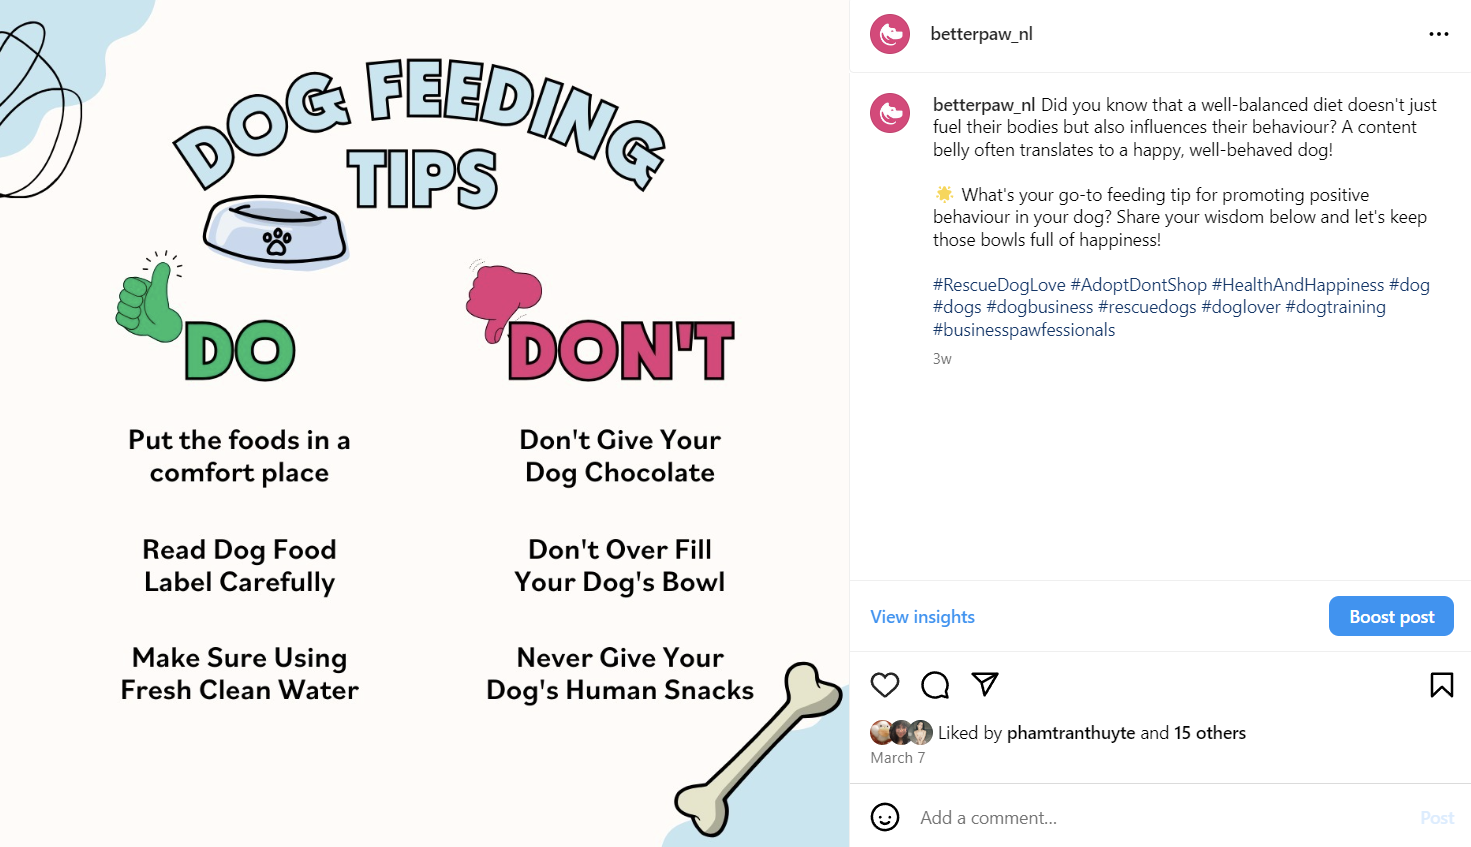 DOG FEEDING
TIPS
DO
Put the foods in a
comfort place
Read Dog Food
Label Carefully
Make Sure Using
Fresh Clean Water
DON'T
Don't Give Your
Dog Chocolate
Don't Over Fill
Your Dog's Bowl
Never Give Your
Dog's Human Snacks
betterpaw_nl
betterpaw_nl Did you know that a well-balanced diet doesn't just
fuel their bodies but also influences their behaviour? A content
belly often translates to a happy, well-behaved dog!
🌟 What's your go-to feeding tip for promoting positive
behaviour in your dog? Share your wisdom below and let's keep
those bowls full of happiness!
#RescueDogLove #AdoptDontShop #HealthAndHappiness #dog
#dogs #dogbusiness #rescuedogs #doglover #dogtraining
#businesspawfessionals
3w
View insights
Boost post
Liked by phamtranthuyte and 15 others
March 7
Add a comment...
Post